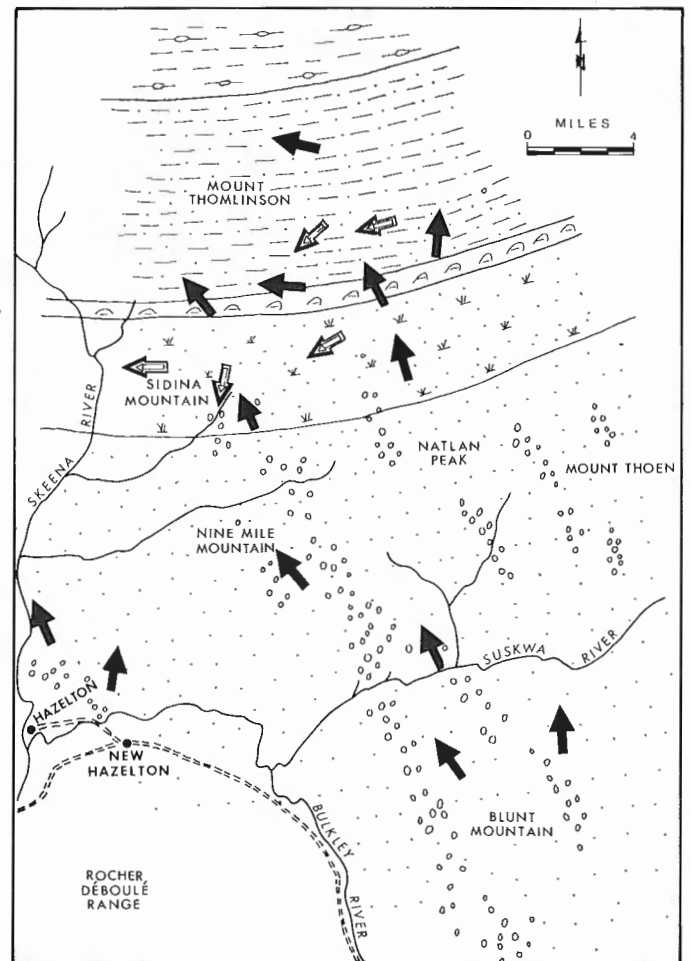 MILES
0 4
MOUNT
THOMLINSON
SIDINA
MOUNTAIN
SKEENA RIVER
NATLAN
PEAK
MOUNT THOEN
NINE MILE
MOUNTAIN
SUSKWA RIVER
HAZELTON
NEW
HAZELTON
BULKLEY RIVER
BLUNT
MOUNTAIN
ROCHER
DÉBOULÉ
RANGE